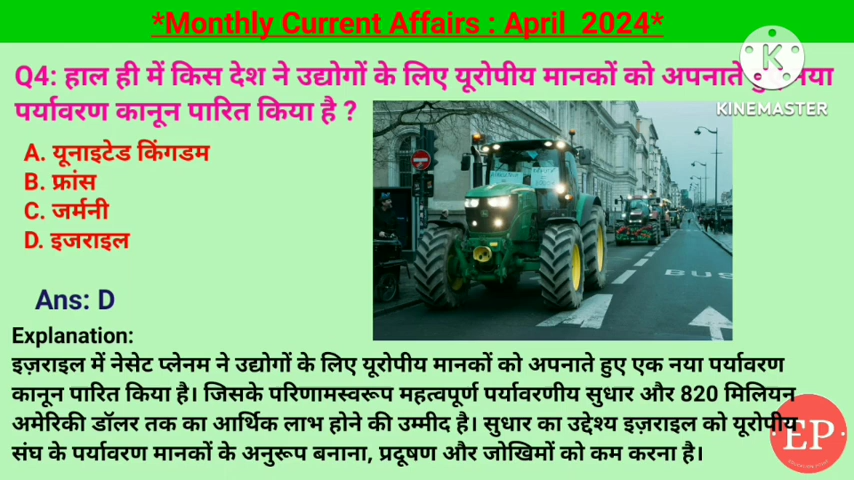 *Monthly Current Affairs : April 2024*
Q4: हाल ही में किस देश ने उद्योगों के लिए यूरोपीय मानकों को अपनाते हुए नया
पर्यावरण कानून पारित किया है ?
KINEMASTER
A. यूनाइटेड किंगडम
B. फ्रांस
C. जर्मनी
D. इजराइल
BUS
Ans: D
Explanation:
इज़राइल में नेसेट प्लेनम ने उद्योगों के लिए यूरोपीय मानकों को अपनाते हुए एक नया पर्यावरण
कानून पारित किया है। जिसके परिणामस्वरूप महत्वपूर्ण पर्यावरणीय सुधार और 820 मिलियन
अमेरिकी डॉलर तक का आर्थिक लाभ होने की उम्मीद है। सुधार का उद्देश्य इज़राइल को यूरोपीय
संघ के पर्यावरण मानकों के अनुरूप बनाना, प्रदूषण और जोखिमों को कम करना है।
EP